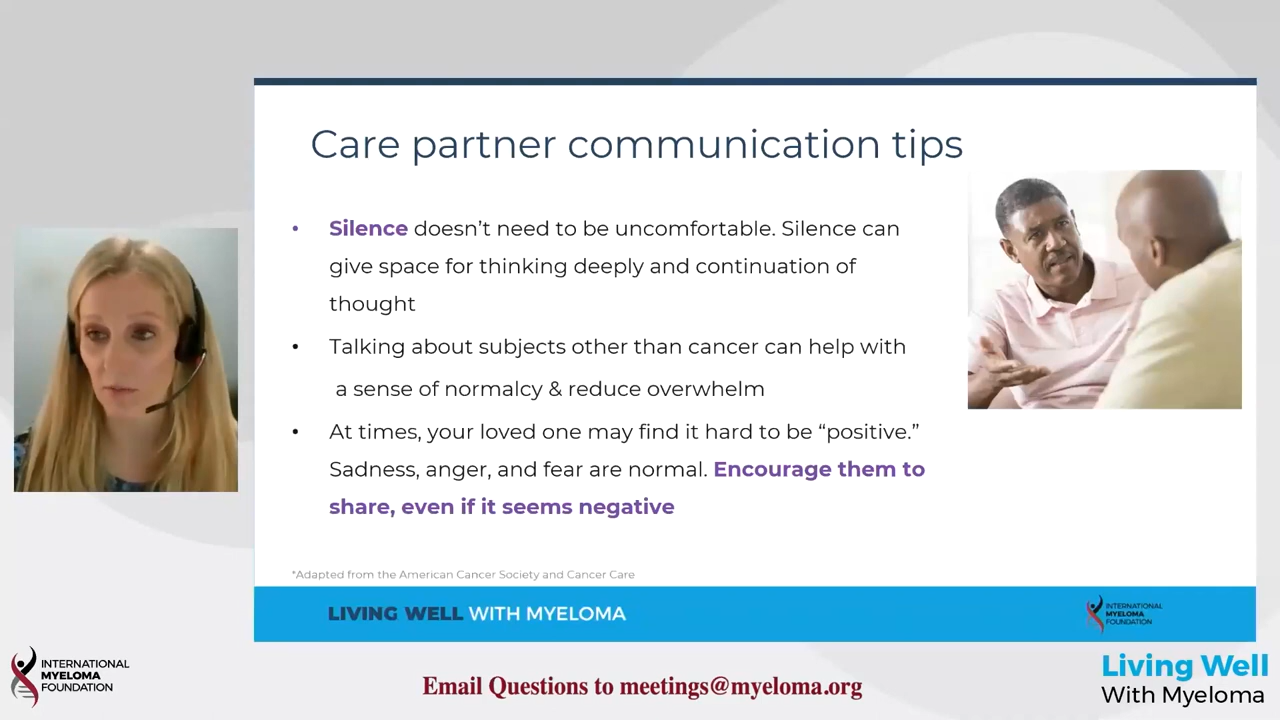 Care partner communication tips
• Silence doesn’t need to be uncomfortable. Silence can
give space for thinking deeply and continuation of
thought
• Talking about subjects other than cancer can help with
a sense of normalcy & reduce overwhelm
• At times, your loved one may find it hard to be “positive.”
Sadness, anger, and fear are normal. Encourage them to
share, even if it seems negative
*Adapted from the American Cancer Society and Cancer Care
LIVING WELL WITH MYELOMA
INTERNATIONAL
MYELOMA
FOUNDATION
INTERNATIONAL
MYELOMA
FOUNDATION
Email Questions to meetings@myeloma.org
Living Well
With Myeloma